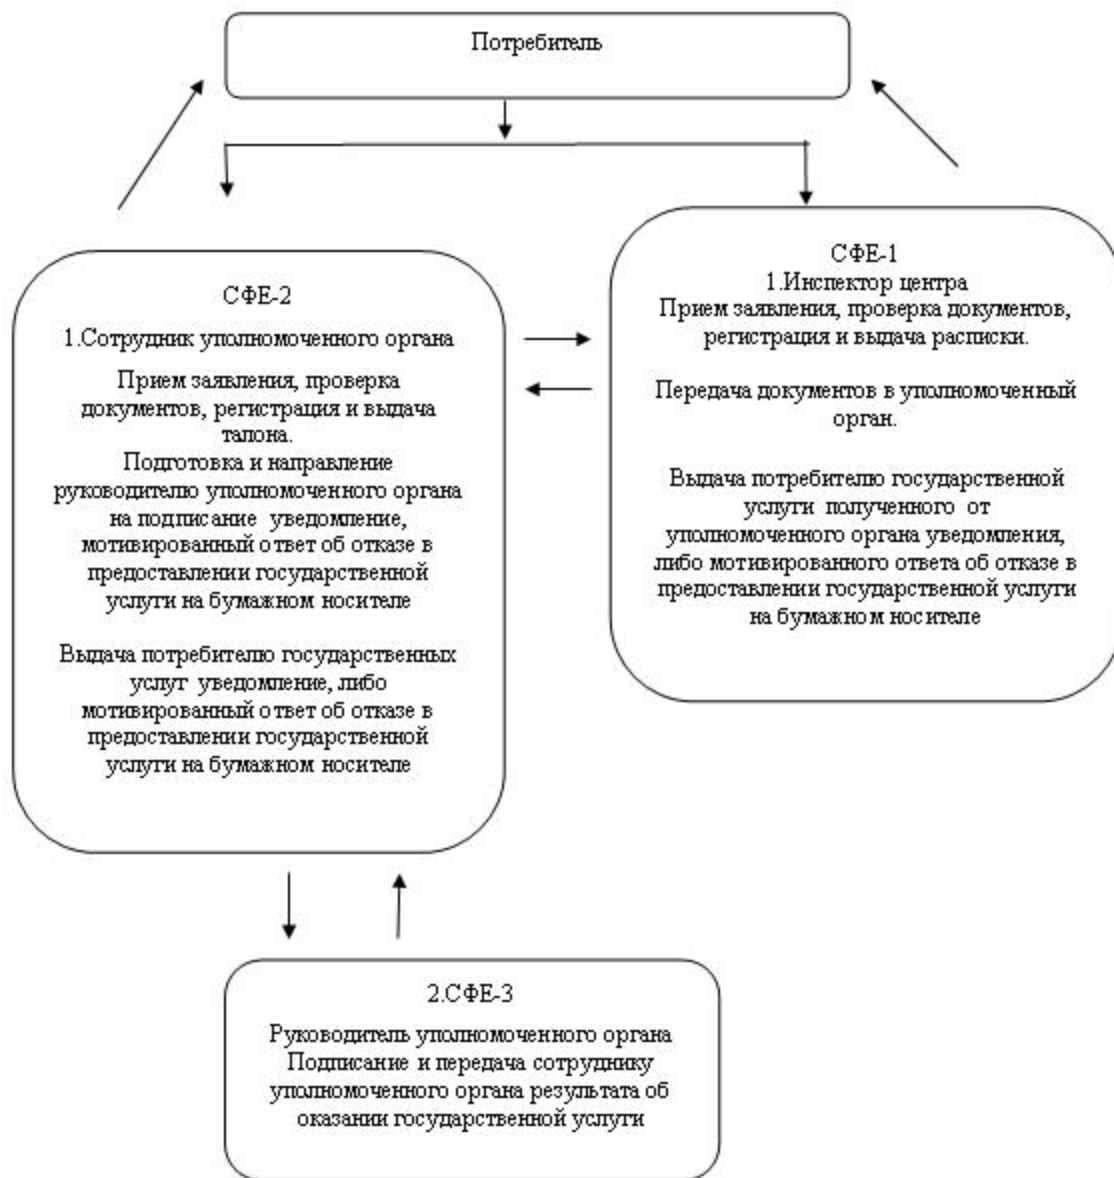 Потребитель
СФЕ-2
1.Сотрудник уполномоченного органа
Прием заявления, проверка
документов, регистрация и выдача
талона.
Подготовка и направление
руководителю уполномоченного органа
на подписание уведомление,
мотивированный ответ об отказе в
предоставлении государственной
услуги на бумажном носителе
Выдача потребителю государственных
услуг уведомление, либо
мотивированный ответ об отказе в
предоставлении государственной
услуги на бумажном носителе
СФЕ-1
1.Инспектор центра
Прием заявления, проверка документов,
регистрация и выдача расписки.
Передача документов в уполномоченный
орган.
Выдача потребителю государственной
услуги полученного от
уполномоченного органа уведомления,
либо мотивированного ответа об отказе в
предоставлении государственной услуги
на бумажном носителе
2.СФЕ-3
Руководитель уполномоченного органа
Подписание и передача сотруднику
уполномоченного органа результата об
оказании государственной услуги